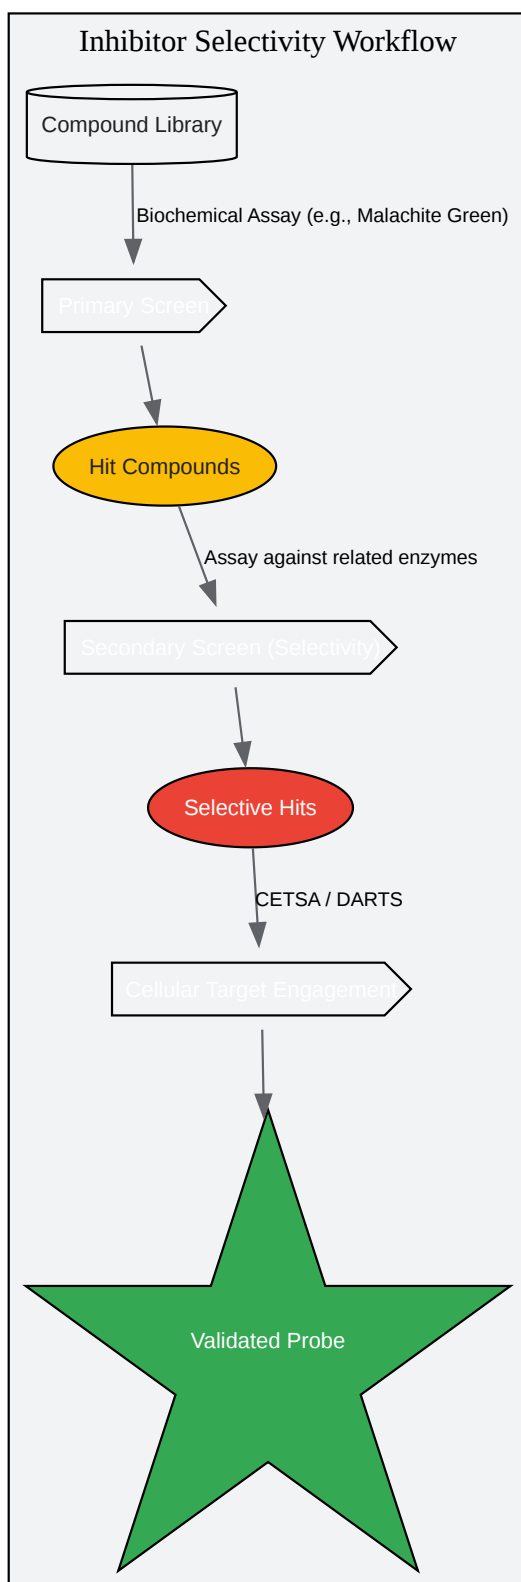 Inhibitor Selectivity Workflow
Compound Library
Biochemical Assay (e.g., Malachite Green)
Primary Screen
Hit Compounds
Assay against related enzymes
Secondary Screen (Selectivity)
Selective Hits
CETSA / DARTS
Cellular Target Engagement
Validated Probe